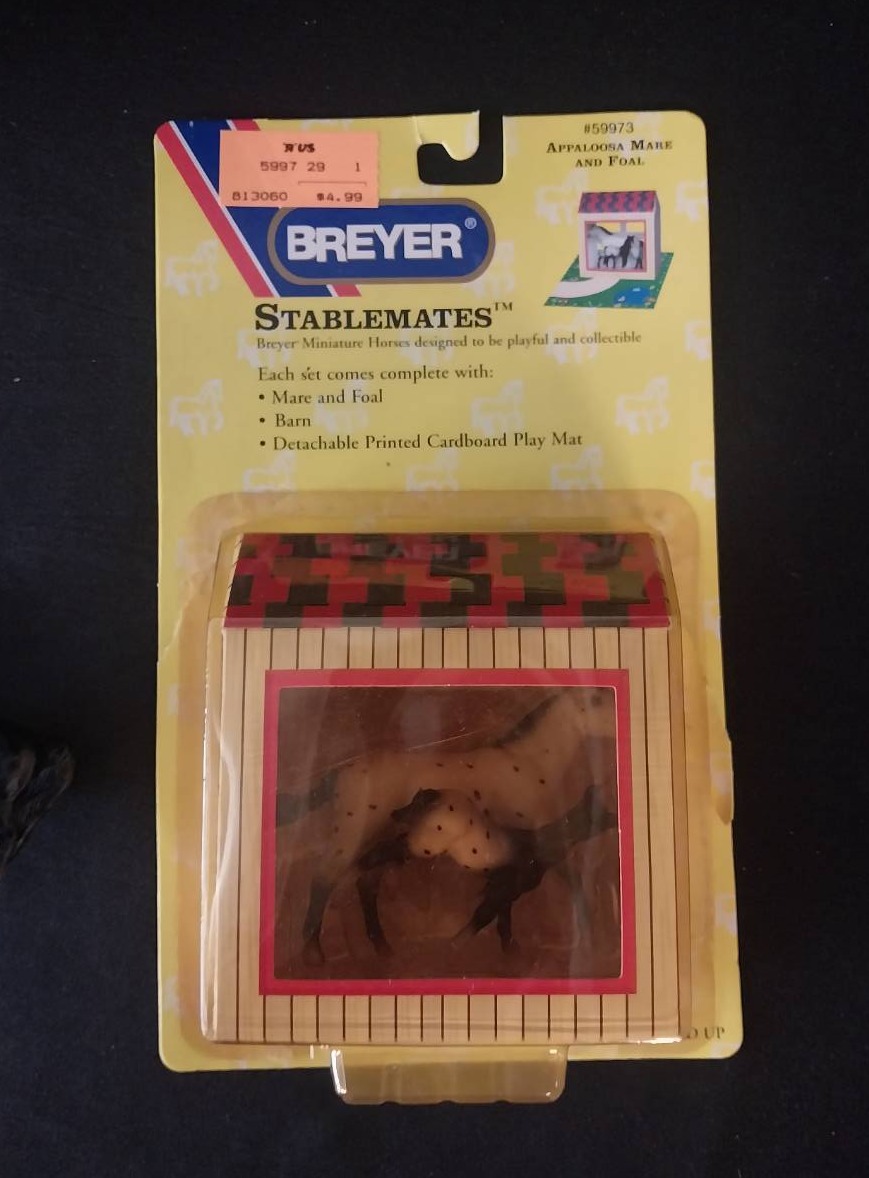 #59973
APPALOOSA MARE
AND FOAL
"R"US
5997 29 1
813060 $4.99
BREYER®
STABLEMATES™
Breyer® Miniature Horses designed to be playful and collectible
Each set comes complete with:
• Mare and Foal
• Barn
• Detachable Printed Cardboard Play Mat
UP